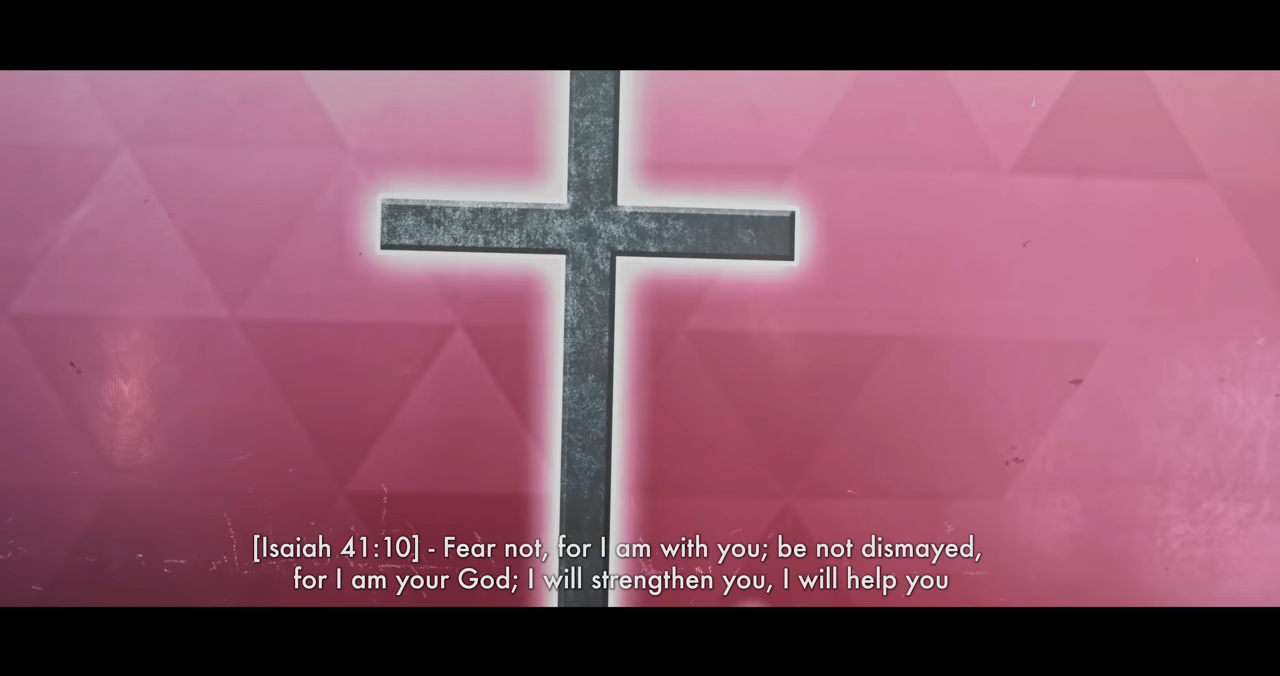 [Isaiah 41:10] - Fear not, for I am with you; be not dismayed,
for I am your God; I will strengthen you, I will help you